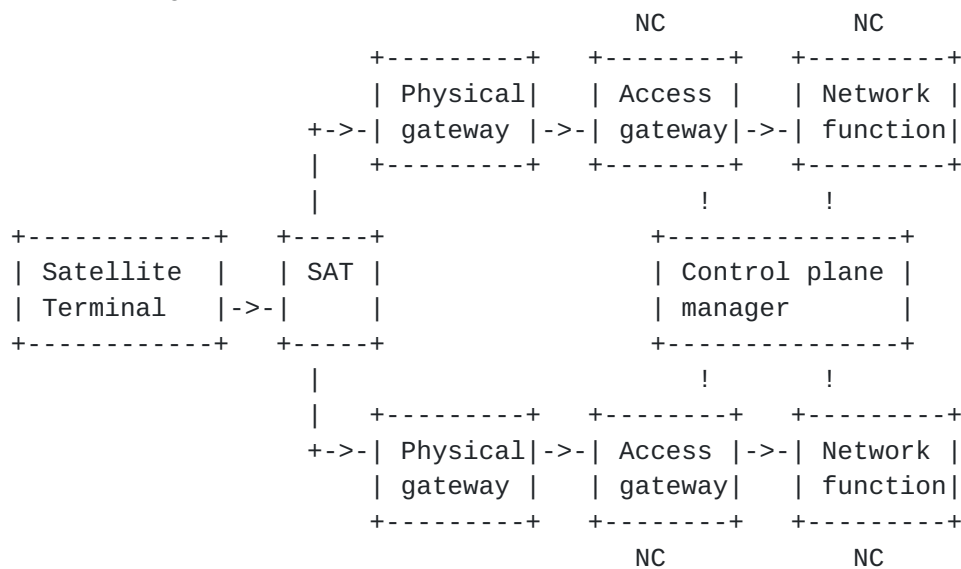 NC             NC
                        +---------+   +--------+   +---------+
                        | Physical|   | Access |   | Network |
                    +->-| gateway |->-| gateway|->-| function|
                    |   +---------+   +--------+   +---------+
                    |                        !       !
 +------------+   +-----+                 +---------------+
 | Satellite  |   | SAT |                 | Control plane |
 | Terminal   |->-|     |                 | manager       |
 +------------+   +-----+                 +---------------+
                    |                        !       !
                    |   +---------+   +--------+   +---------+
                    +->-| Physical|->-| Access |->-| Network |
                        | gateway |   | gateway|   | function|
                        +---------+   +--------+   +---------+
                                         NC             NC